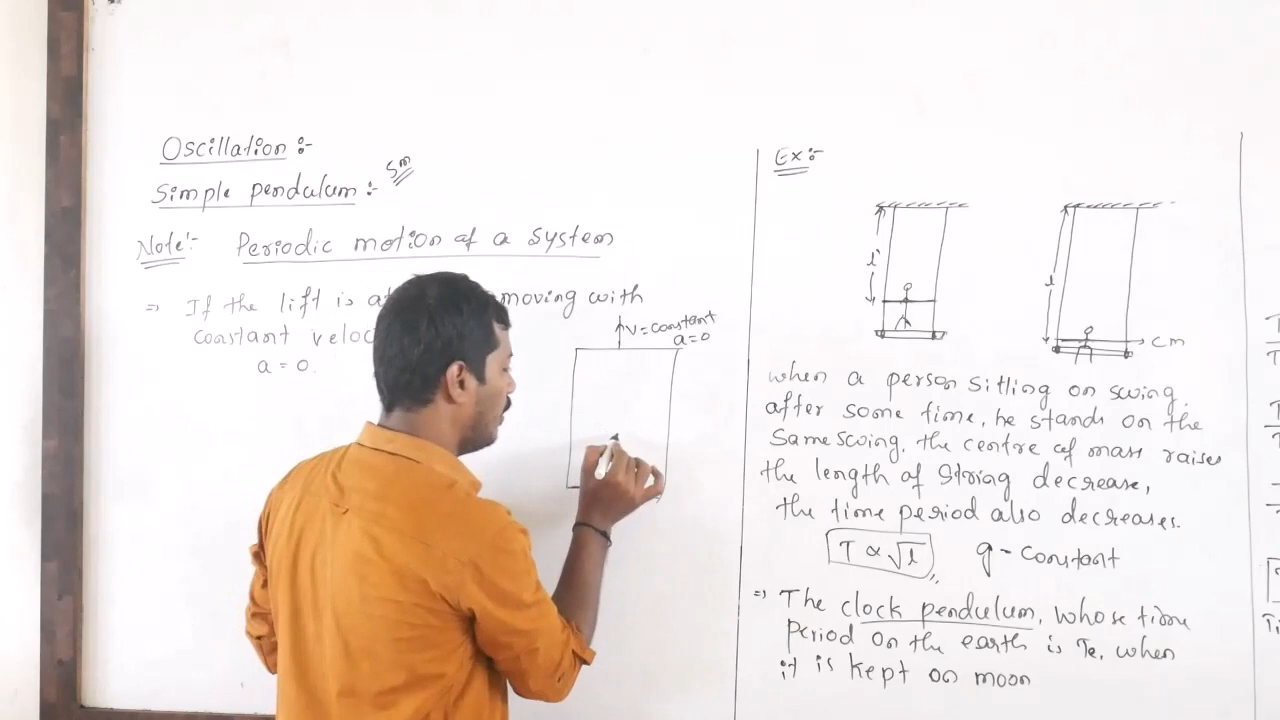 Oscillation :-
Simple pendulum :- 5m
Note :- Periodic motion of a System
=> If the lift is at moving with
constant veloc
a = 0.
v = constant
a = 0
Ex :-
l'
l
cm
when a person sitting on swing.
after some time, he stands on the
same swing. the centre of mass raises
the length of string decrease,
the time period also decreases.
T ∝ √l g - constant
=> The clock pendulum, whose time
period on the earth is Te, when
it is kept on moon